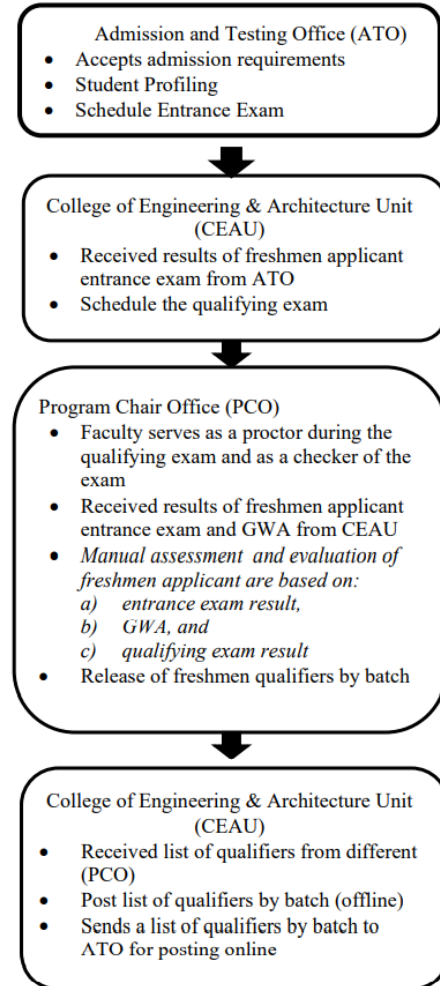 Admission and Testing Office (ATO)
• Accepts admission requirements
• Student Profiling
• Schedule Entrance Exam
College of Engineering & Architecture Unit
(CEAU)
• Received results of freshmen applicant
entrance exam from ATO
• Schedule the qualifying exam
Program Chair Office (PCO)
• Faculty serves as a proctor during the
qualifying exam and as a checker of the
exam
• Received results of freshmen applicant
entrance exam and GWA from CEAU
• Manual assessment and evaluation of
freshmen applicant are based on:
a) entrance exam result,
b) GWA, and
c) qualifying exam result
• Release of freshmen qualifiers by batch
College of Engineering & Architecture Unit
(CEAU)
• Received list of qualifiers from different
(PCO)
• Post list of qualifiers by batch (offline)
• Sends a list of qualifiers by batch to
ATO for posting online